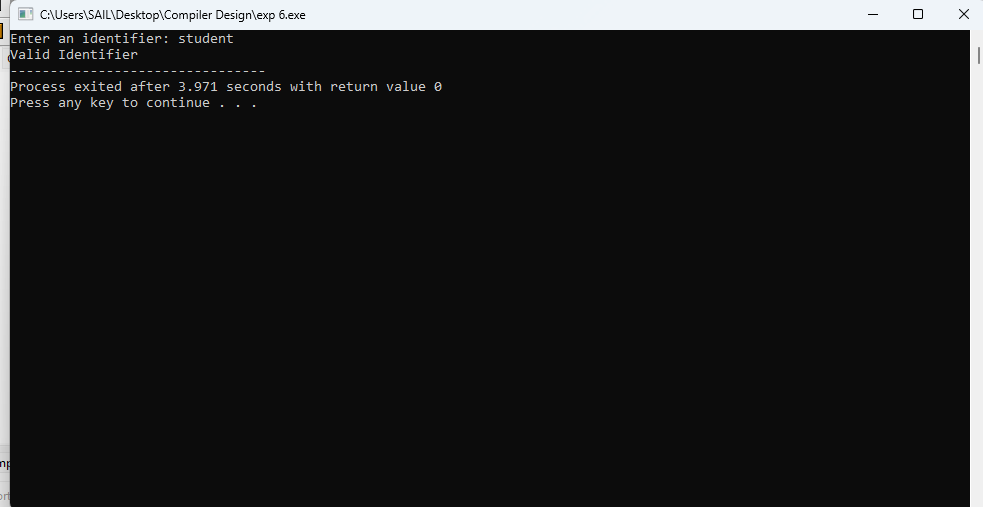 C:\Users\SAIL\Desktop\Compiler Design\exp 6.exe
Enter an identifier: student
Valid Identifier
--------------------------------
Process exited after 3.971 seconds with return value 0
Press any key to continue . . .